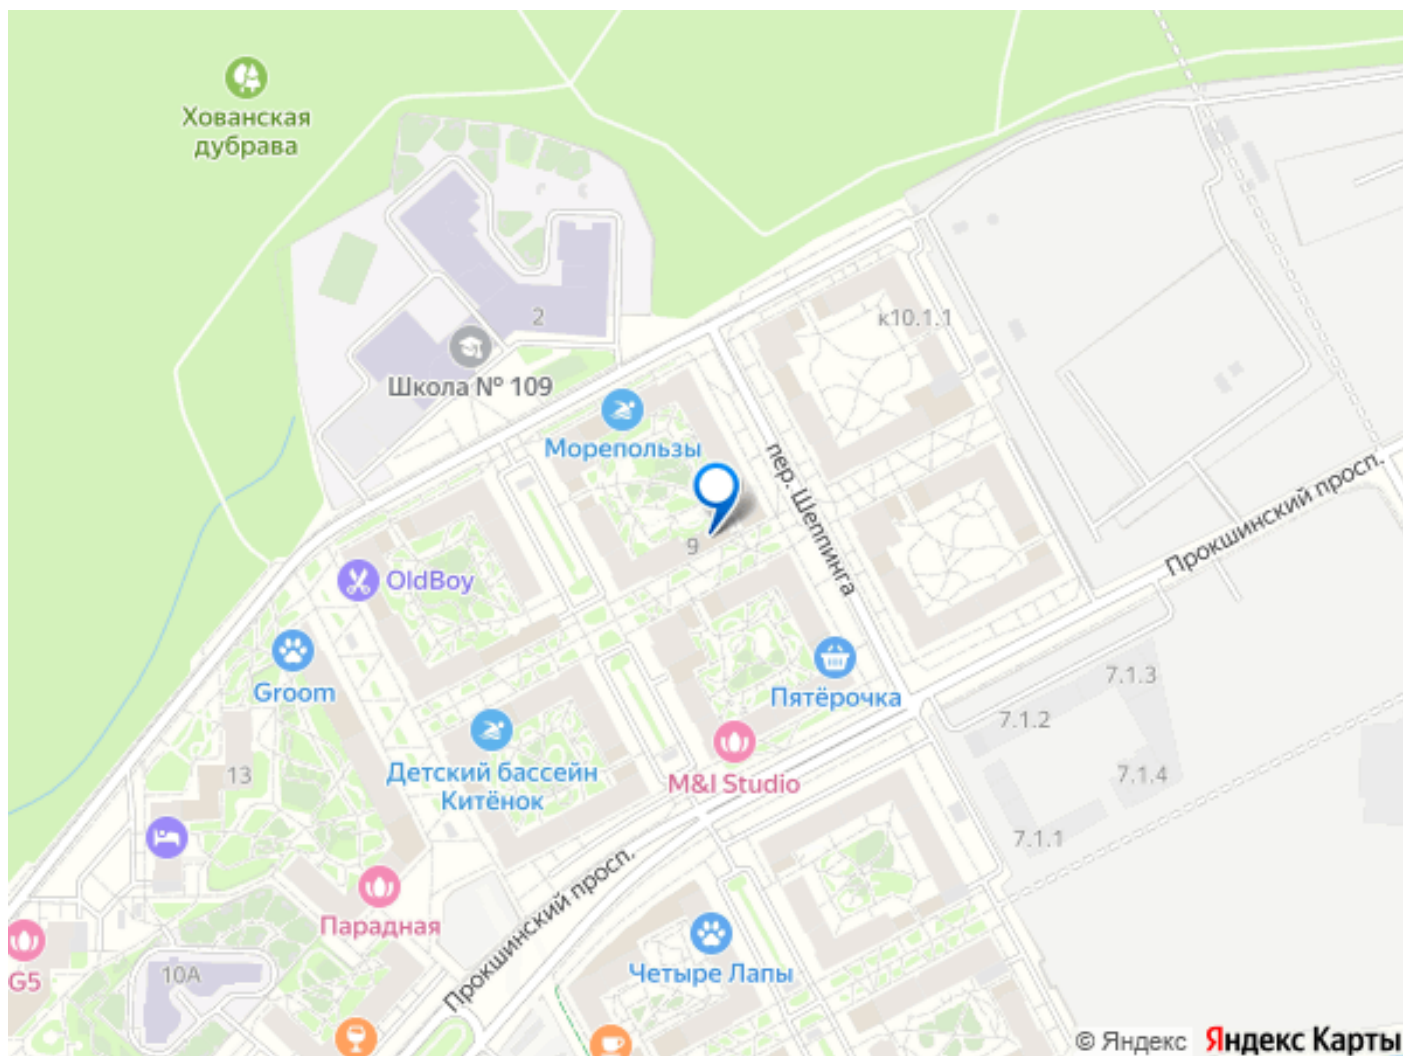 Хованская
дубрава
к10.1.1
2
Школа № 109
Морепользы
пер. Шеппинга
Прокшинский просп.
9
OldBoy
Groom
Пятёрочка
7.1.3
7.1.2
M&I Studio
Детский бассейн
Китёнок
13
7.1.4
7.1.1
Прокшинский просп.
Парадная
G5
10А
Четыре Лапы
© Яндекс Яндекс Карты